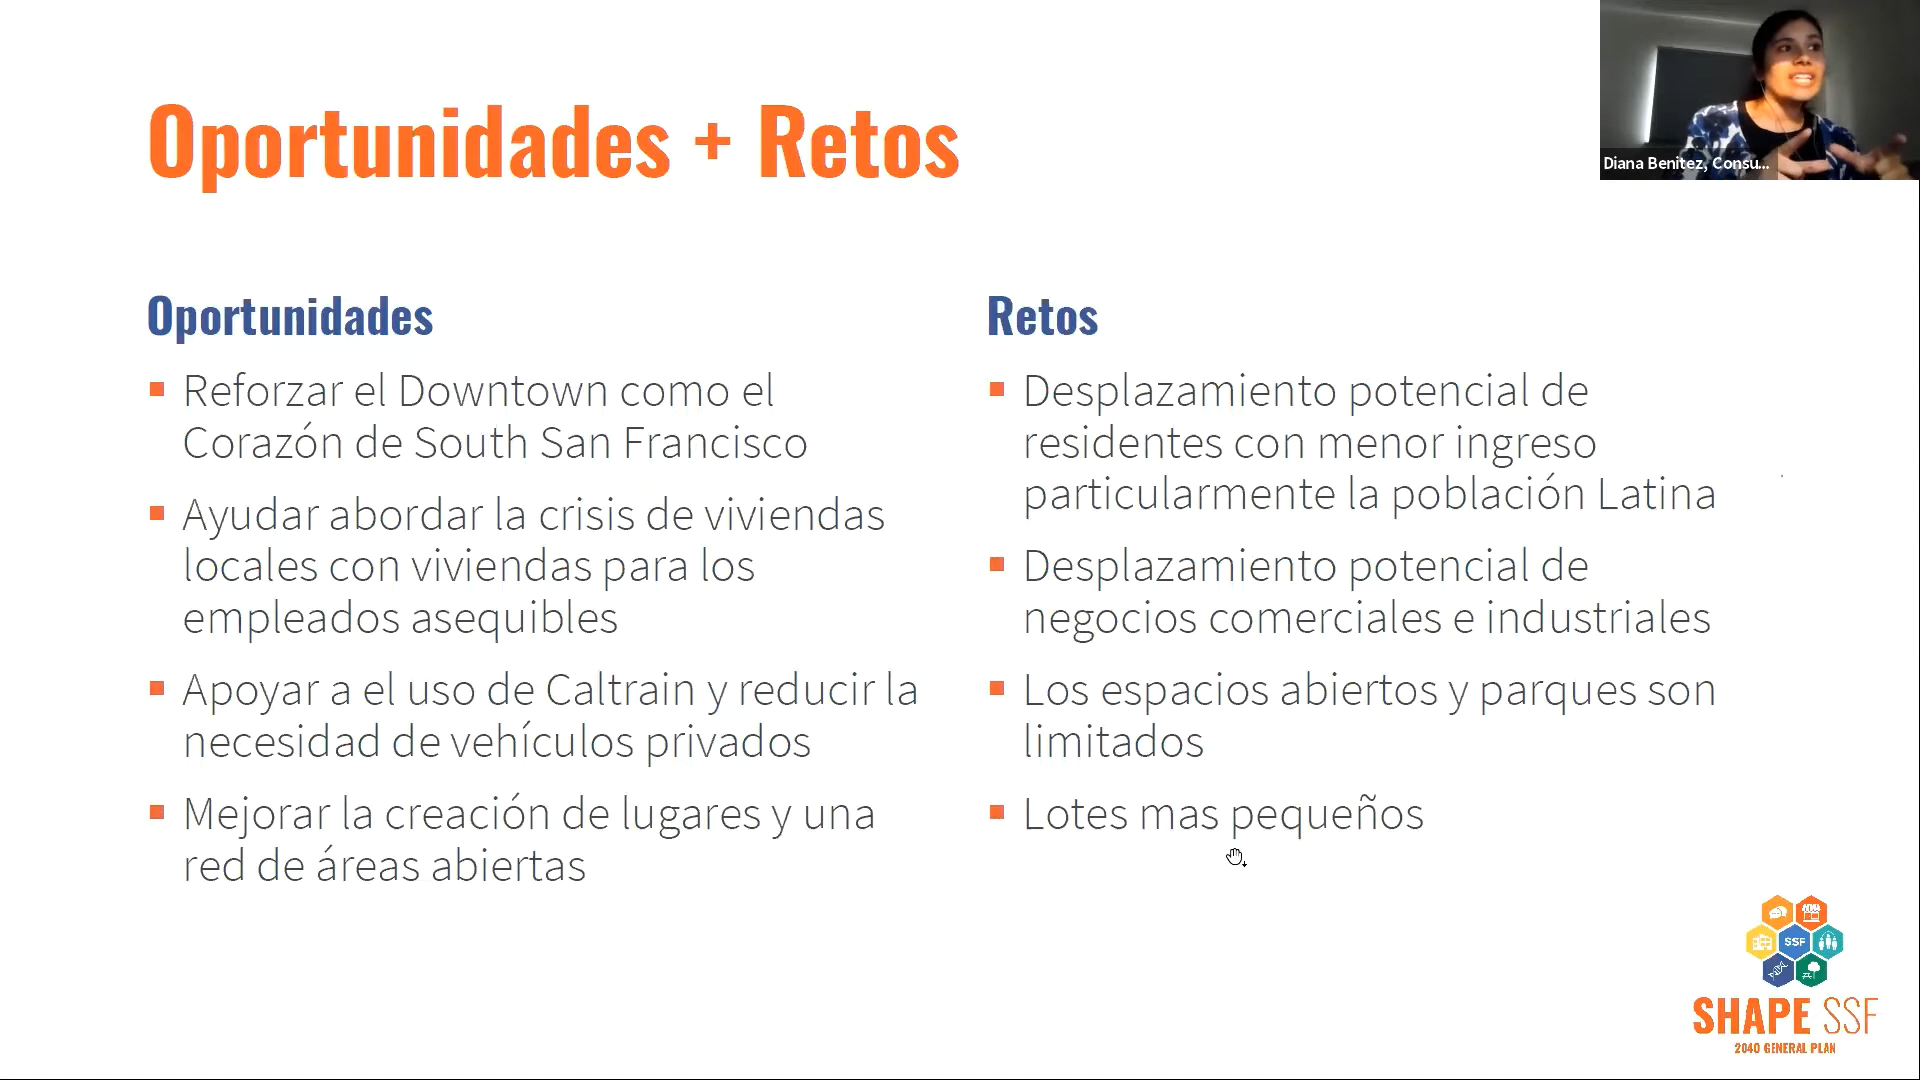 Oportunidades + Retos
Diana Benitez, Consu...
Oportunidades
Reforzar el Downtown como el
Corazón de South San Francisco
Ayudar abordar la crisis de viviendas
locales con viviendas para los
empleados asequibles
Apoyar a el uso de Caltrain y reducir la
necesidad de vehículos privados
Mejorar la creación de lugares y una
red de áreas abiertas
Retos
Desplazamiento potencial de
residentes con menor ingreso
particularmente la población Latina
Desplazamiento potencial de
negocios comerciales e industriales
Los espacios abiertos y parques son
limitados
Lotes mas pequeños
SSF
SHAPE SSF
2040 GENERAL PLAN